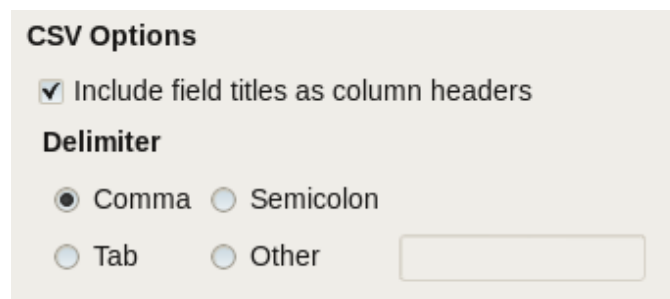 CSV Options
Include field titles as column headers
Delimiter
Comma Semicolon
Tab Other